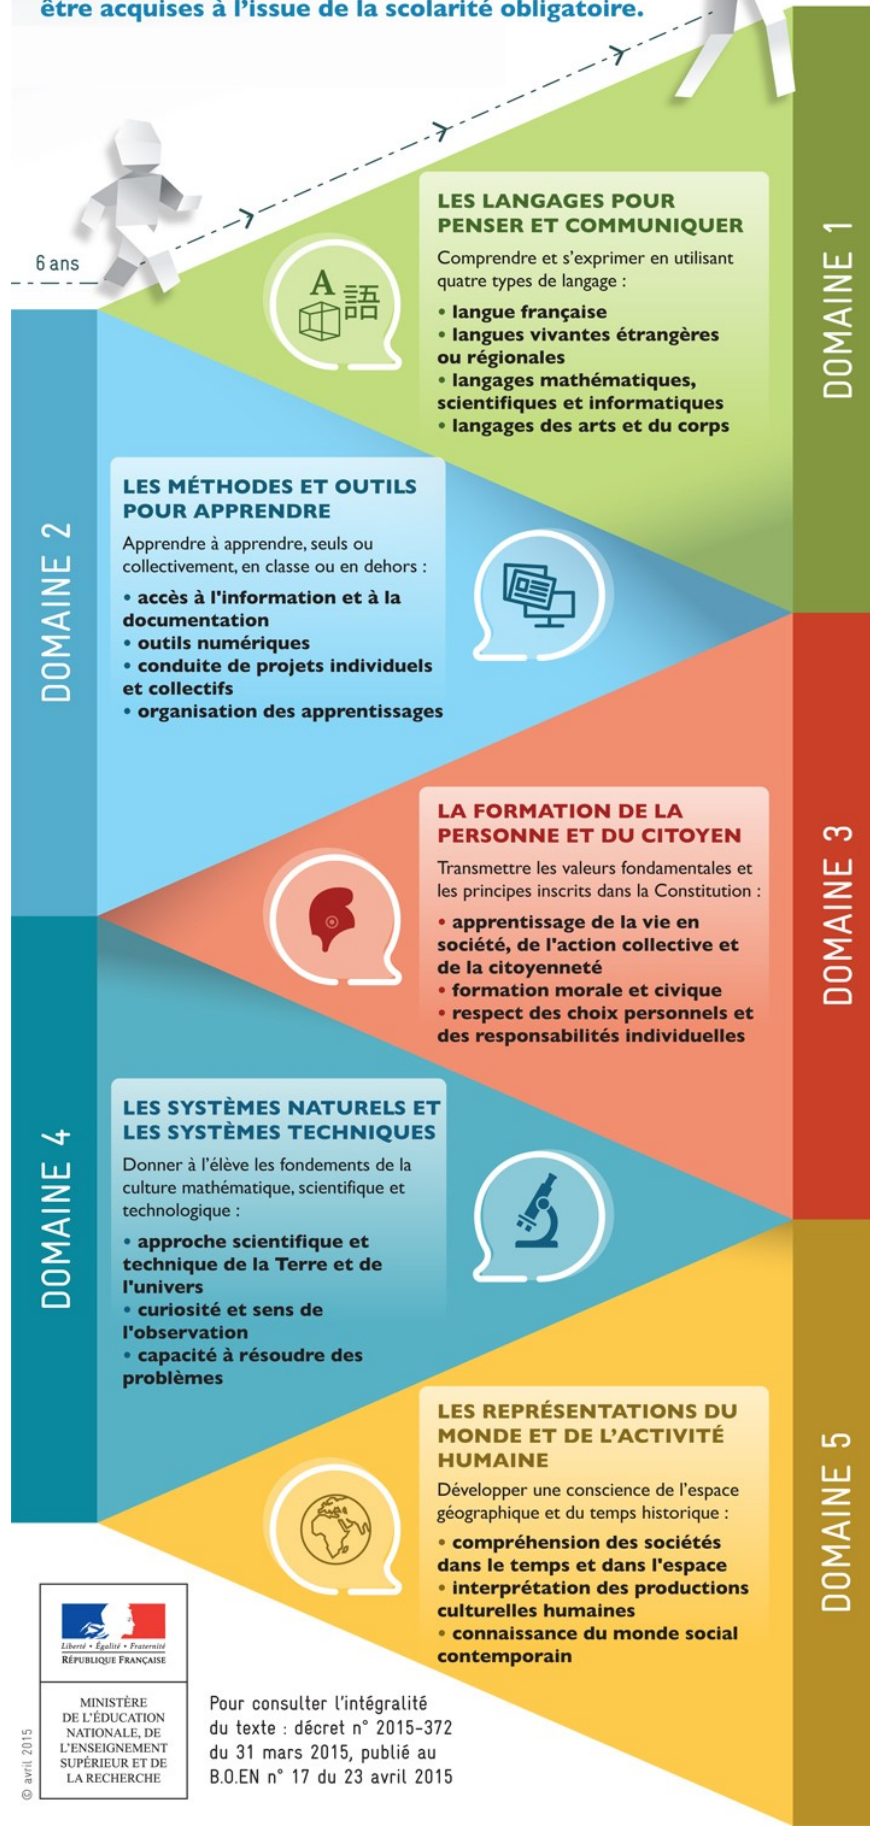 être acquises à l'issue de la scolarité obligatoire.
6 ans
DOMAINE 1
A 語
LES LANGAGES POUR
PENSER ET COMMUNIQUER
Comprendre et s'exprimer en utilisant
quatre types de langage :
• langue française
• langues vivantes étrangères
ou régionales
• langages mathématiques,
scientifiques et informatiques
• langages des arts et du corps
DOMAINE 2
LES MÉTHODES ET OUTILS
POUR APPRENDRE
Apprendre à apprendre, seuls ou
collectivement, en classe ou en dehors :
• accès à l'information et à la
documentation
• outils numériques
• conduite de projets individuels
et collectifs
• organisation des apprentissages
DOMAINE 3
LA FORMATION DE LA
PERSONNE ET DU CITOYEN
Transmettre les valeurs fondamentales et
les principes inscrits dans la Constitution :
• apprentissage de la vie en
société, de l'action collective et
de la citoyenneté
• formation morale et civique
• respect des choix personnels et
des responsabilités individuelles
DOMAINE 4
LES SYSTÈMES NATURELS ET
LES SYSTÈMES TECHNIQUES
Donner à l'élève les fondements de la
culture mathématique, scientifique et
technologique :
• approche scientifique et
technique de la Terre et de
l'univers
• curiosité et sens de
l'observation
• capacité à résoudre des
problèmes
DOMAINE 5
LES REPRÉSENTATIONS DU
MONDE ET DE L'ACTIVITÉ
HUMAINE
Développer une conscience de l'espace
géographique et du temps historique :
• compréhension des sociétés
dans le temps et dans l'espace
• interprétation des productions
culturelles humaines
• connaissance du monde social
contemporain
Liberté • Égalité • Fraternité
RÉPUBLIQUE FRANÇAISE
MINISTÈRE
DE L'ÉDUCATION
NATIONALE, DE
L'ENSEIGNEMENT
SUPÉRIEUR ET DE
LA RECHERCHE
© avril 2015
Pour consulter l'intégralité
du texte : décret n° 2015-372
du 31 mars 2015, publié au
B.O.EN n° 17 du 23 avril 2015